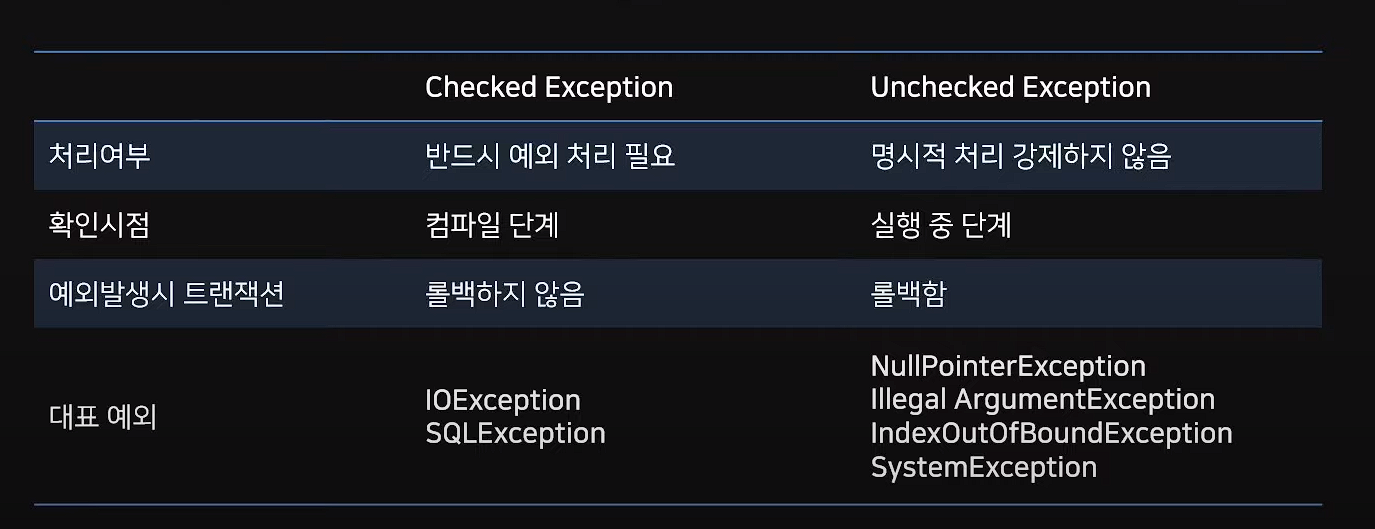 Checked Exception
Unchecked Exception
처리여부
반드시 예외 처리 필요
명시적 처리 강제하지 않음
확인시점
컴파일 단계
실행 중 단계
예외발생시 트랜잭션
롤백하지 않음
롤백함
대표 예외
IOException
SQLException
NullPointerException
Illegal ArgumentException
IndexOutOfBoundException
SystemException